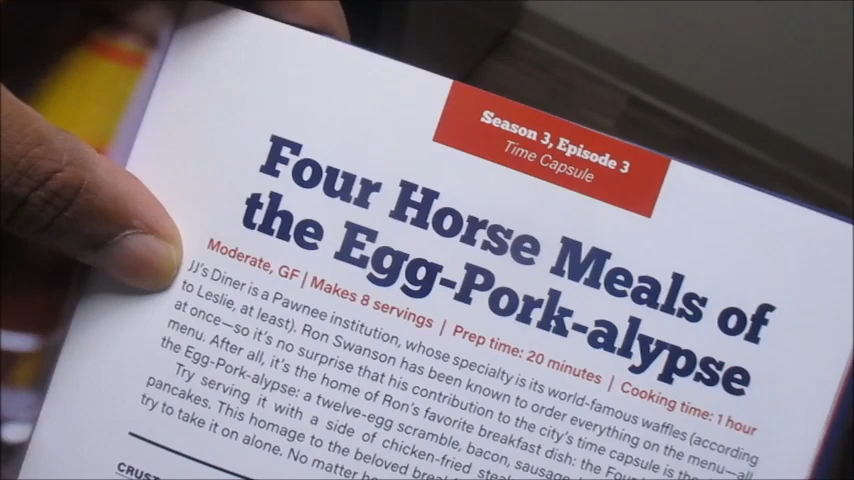 Season 3, Episode 3
Time Capsule
Four Horse Meals of
the Egg-Pork-alypse
Moderate, GF | Makes 8 servings | Prep time: 20 minutes | Cooking time: 1 hour
JJ's Diner is a Pawnee institution, whose specialty is its world-famous waffles (according
to Leslie, at least). Ron Swanson has been known to order everything on the menu—all
at once—so it's no surprise that his contribution to the city's time capsule is the
menu. After all, it's the home of Ron's favorite breakfast dish: the Four
the Egg-Pork-alypse: a twelve-egg scramble, bacon, sausage
Try serving it with a side of chicken-fried
pancakes. This homage to the beloved
try to take it on alone. No matter
CRUST